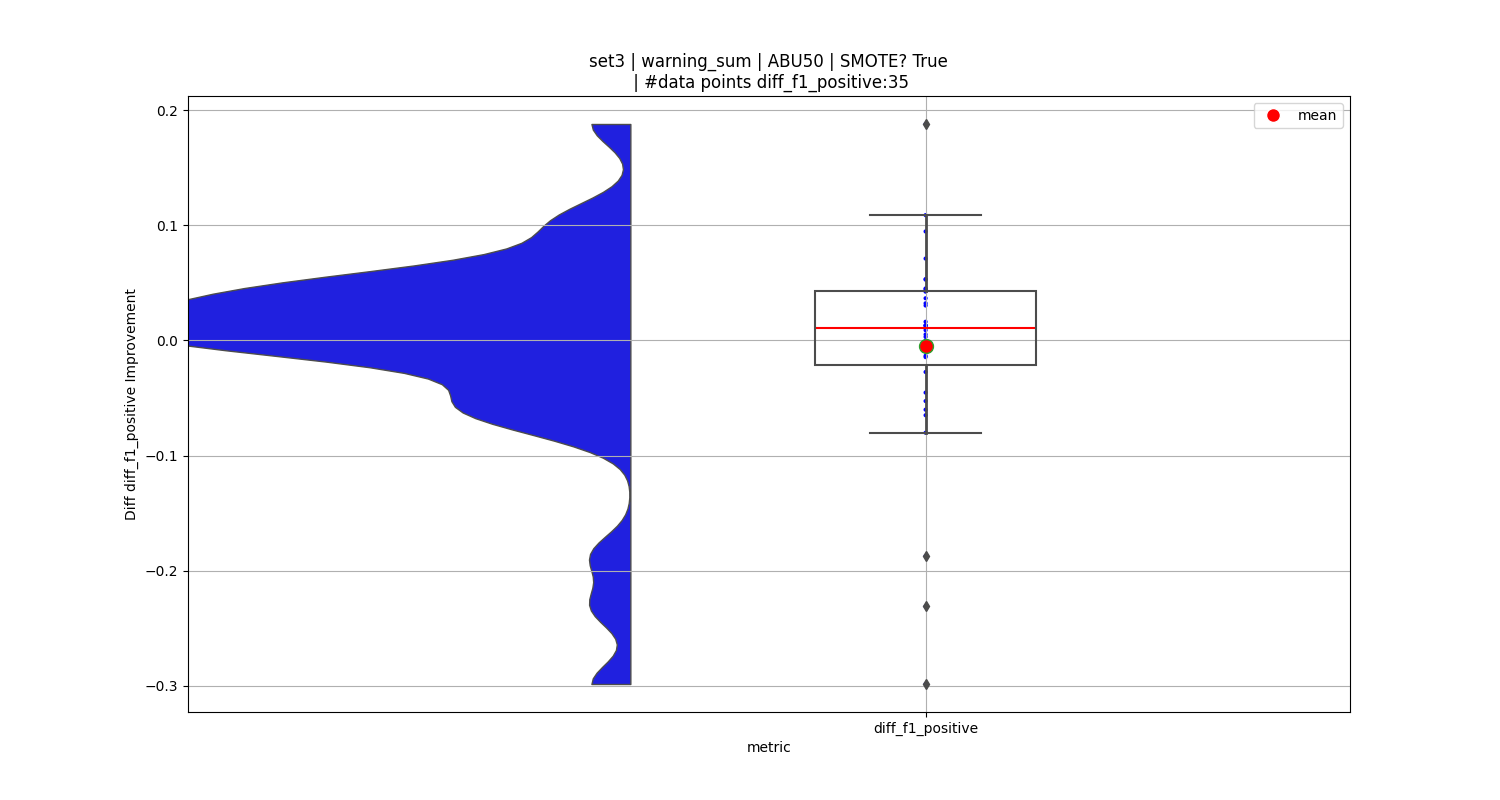 set3 | warning_sum | ABU50 | SMOTE? True
| #data points diff_f1_positive:35
mean
Diff diff_f1_positive Improvement
0.2
0.1
0.0
−0.1
−0.2
−0.3
diff_f1_positive
metric